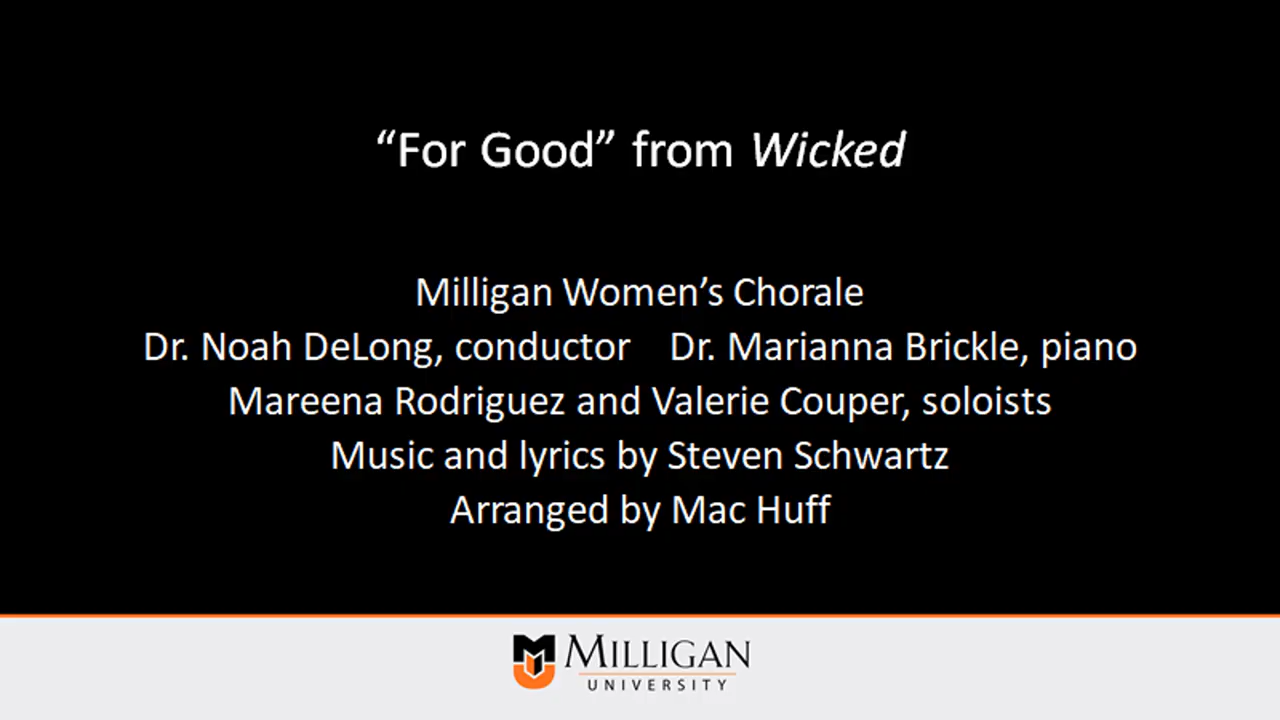 “For Good” from Wicked
Milligan Women’s Chorale
Dr. Noah DeLong, conductor    Dr. Marianna Brickle, piano
Mareena Rodriguez and Valerie Couper, soloists
Music and lyrics by Steven Schwartz
Arranged by Mac Huff
MILLIGAN
UNIVERSITY